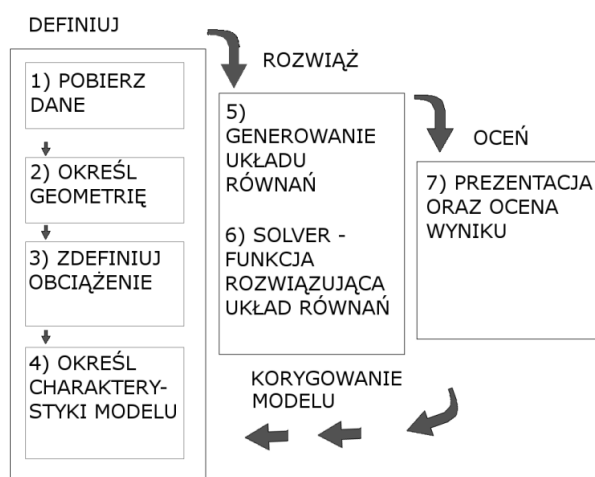 DEFINIUJ
1) POBIERZ
DANE
2) OKREŚL
GEOMETRIĘ
3) ZDEFINIUJ
OBCIĄŻENIE
4) OKREŚL
CHARAKTERY-
STYKI MODELU
ROZWIĄŻ
5)
GENEROWANIE
UKŁADU
RÓWNAŃ
6) SOLVER -
FUNKCJA
ROZWIĄZUJĄCA
UKŁAD RÓWNAŃ
OCEŃ
7) PREZENTACJA
ORAZ OCENA
WYNIKU
KORYGOWANIE
MODELU